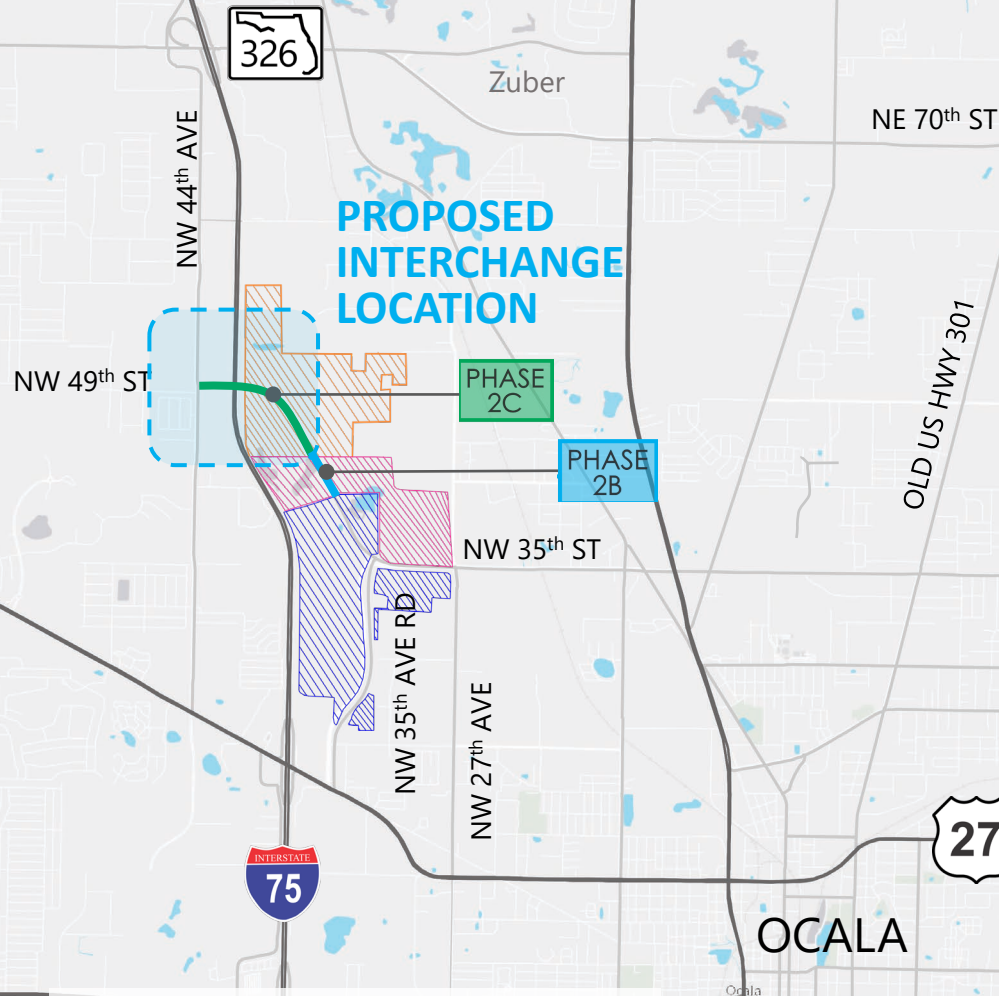 326
Zuber
NE 70th ST
NW 44th AVE
PROPOSED
INTERCHANGE
LOCATION
NW 49th ST
PHASE
2C
PHASE
2B
OLD US HWY 301
NW 35th ST
NW 35th AVE RD
NW 27th AVE
27
INTERSTATE
75
OCALA
Ocala